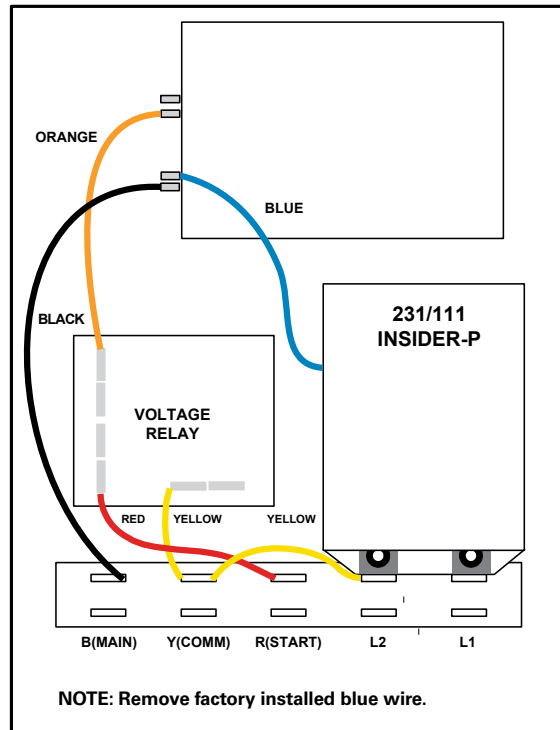 ORANGE
BLUE
BLACK
231/111
INSIDER-P
VOLTAGE
RELAY
RED YELLOW YELLOW
B(MAIN) Y(COMM) R(START) L2 L1
NOTE: Remove factory installed blue wire.